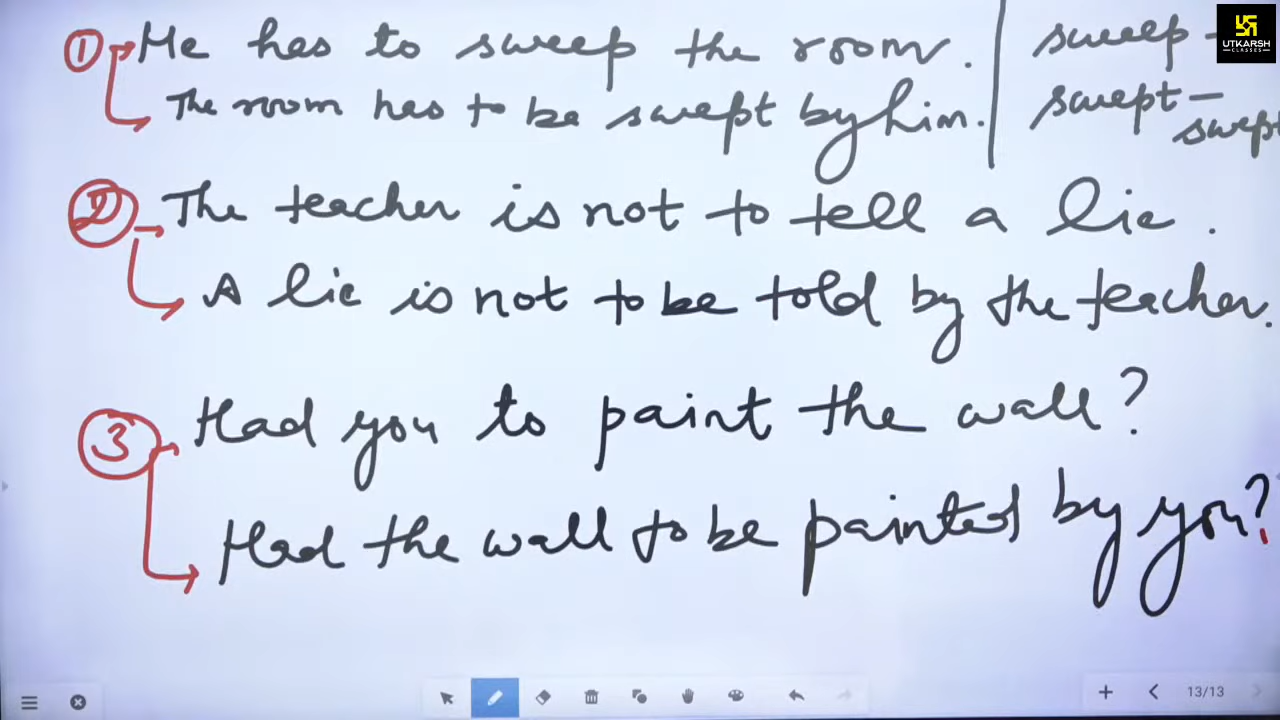 ① He has to sweep the room. | sweep -
The room has to be swept by him. | swept -
swept
② The teacher is not to tell a lie.
A lie is not to be told by the teacher.
③ Had you to paint the wall?
Had the wall to be painted by you?
UTKARSH
CLASSES
13/13